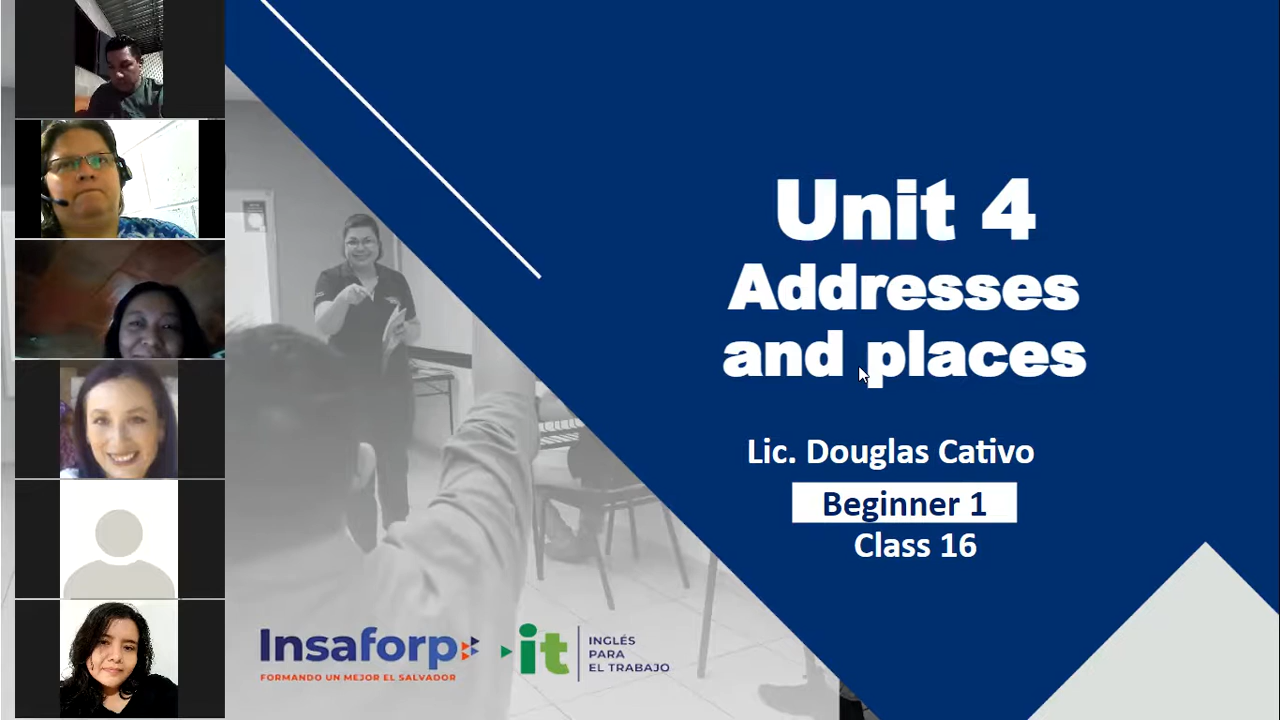 Unit 4
Addresses
and places
Lic. Douglas Cativo
Beginner 1
Class 16
Insaforp
FORMANDO UN MEJOR EL SALVADOR
it
INGLÉS
PARA
EL TRABAJO